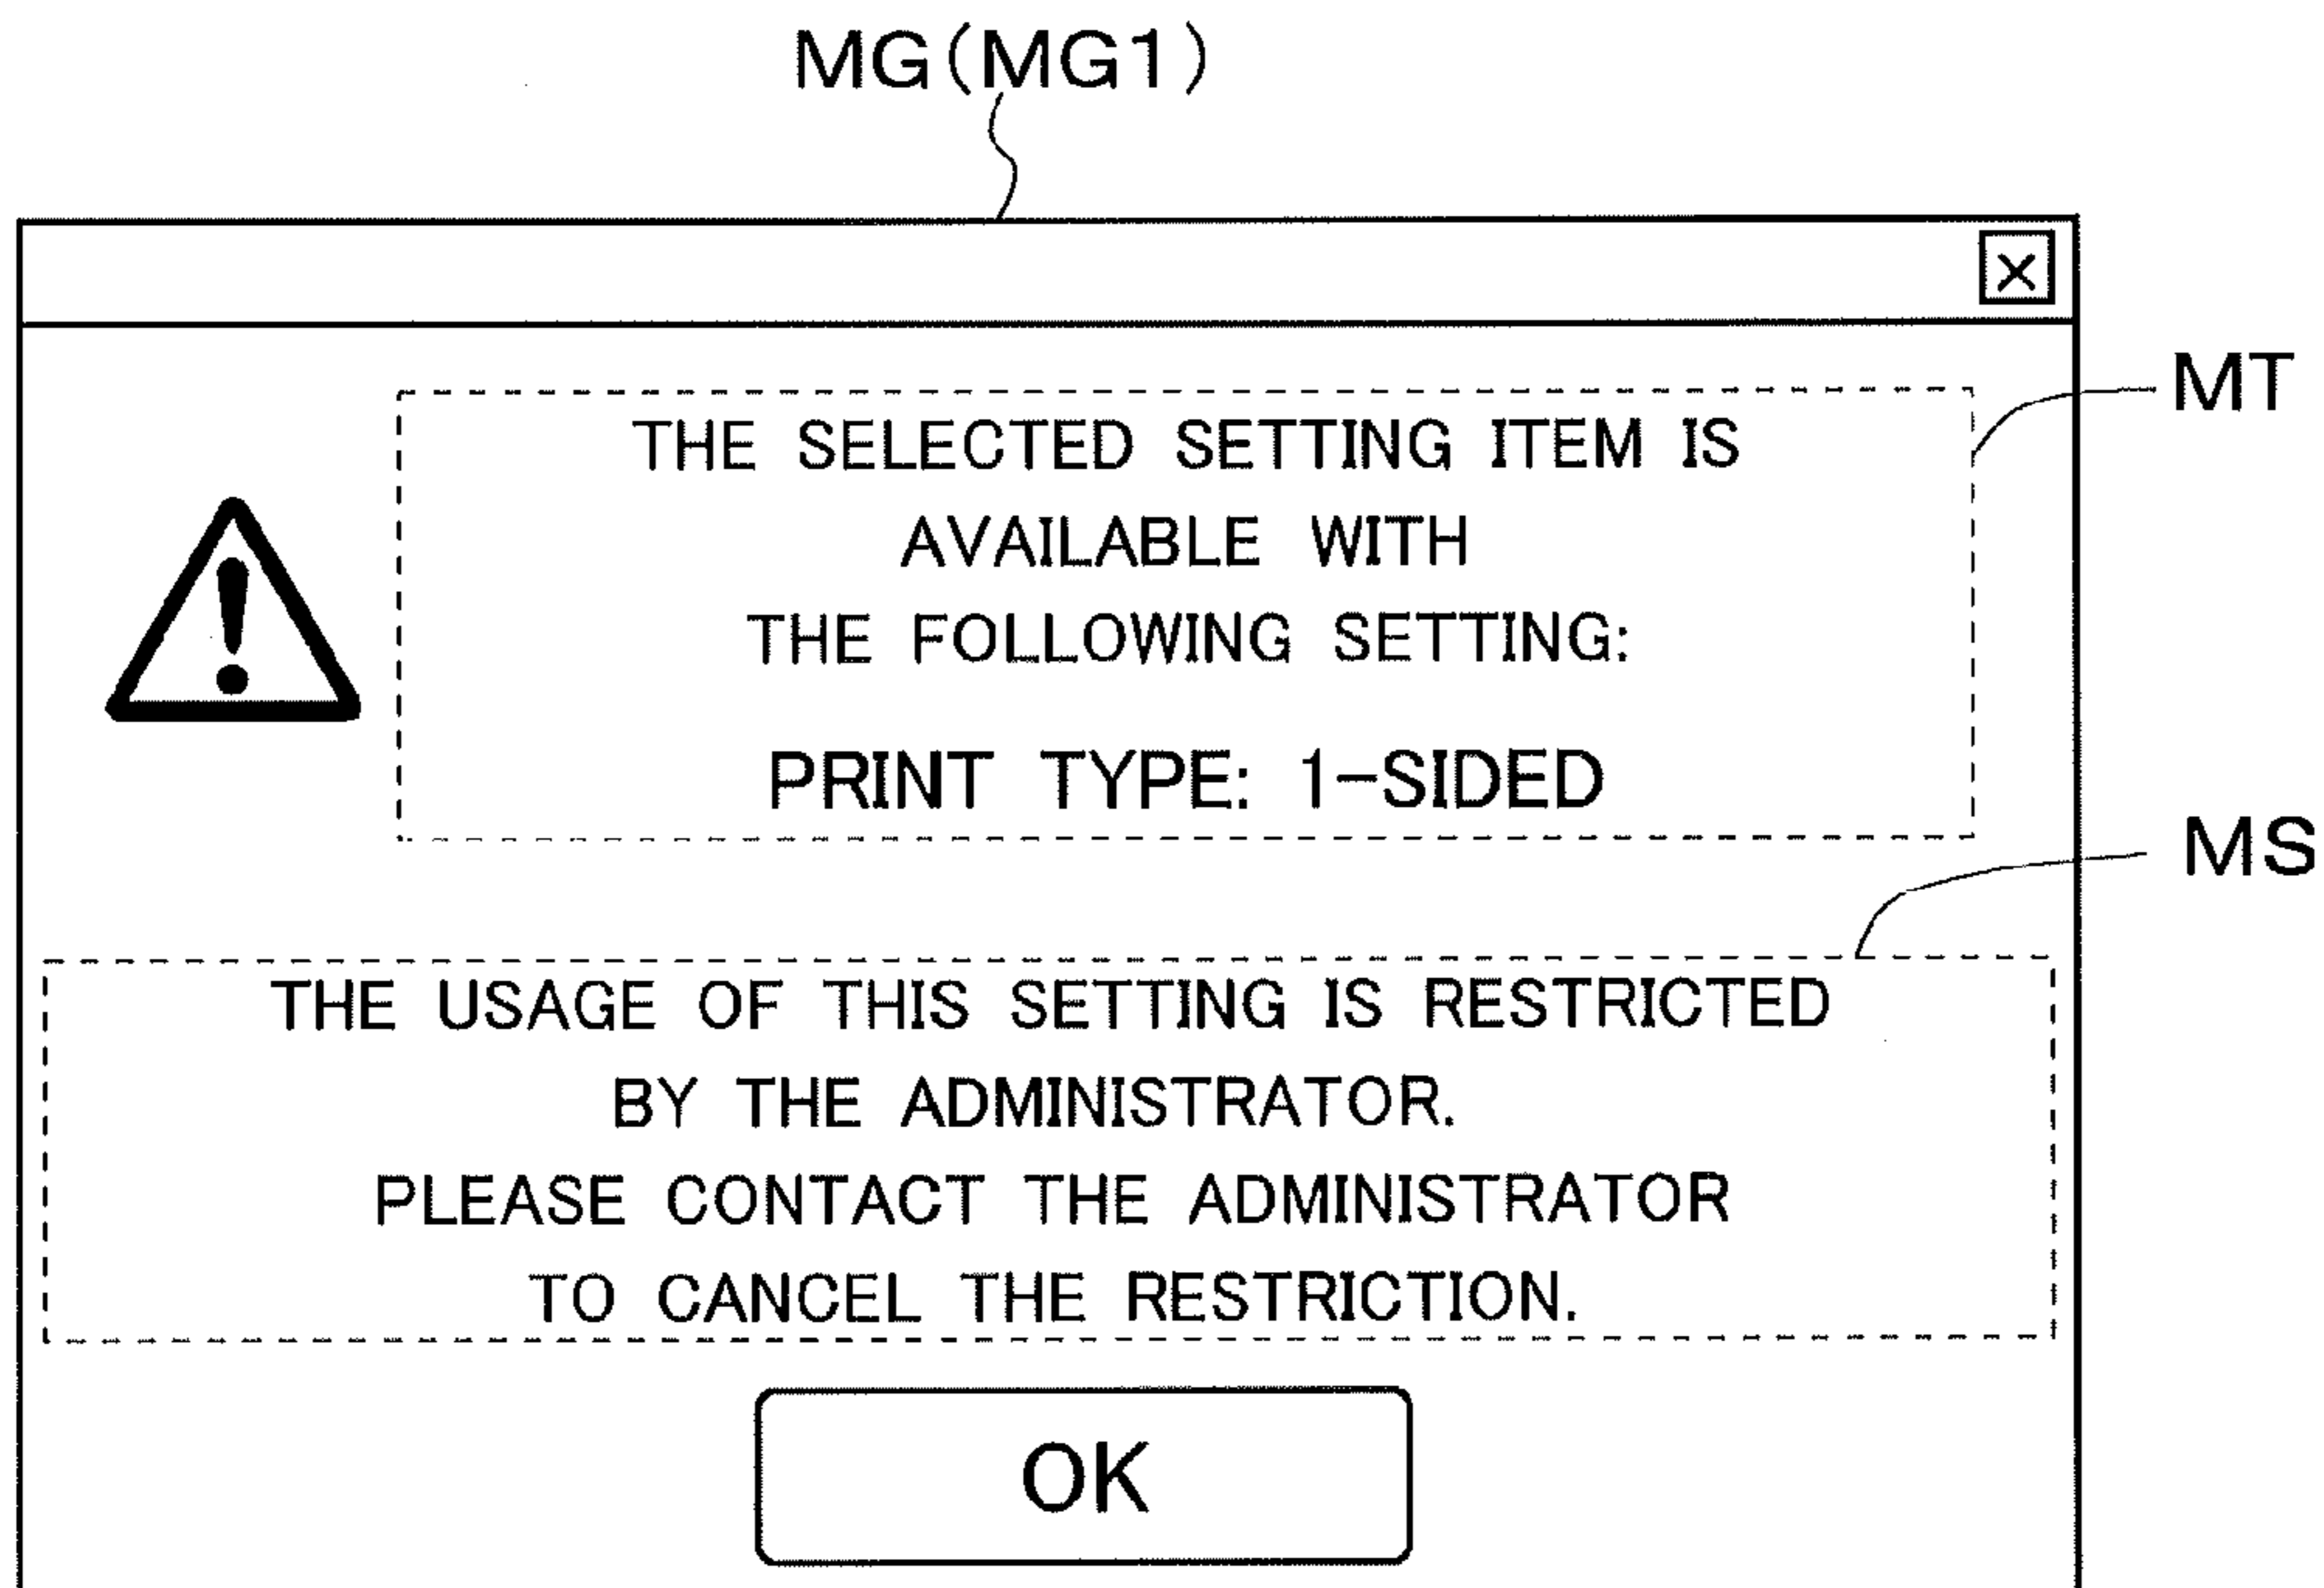 MG(MG1)
X
MT
THE SELECTED SETTING ITEM IS
AVAILABLE WITH
THE FOLLOWING SETTING:
PRINT TYPE: 1-SIDED
MS
THE USAGE OF THIS SETTING IS RESTRICTED
BY THE ADMINISTRATOR.
PLEASE CONTACT THE ADMINISTRATOR
TO CANCEL THE RESTRICTION.
OK